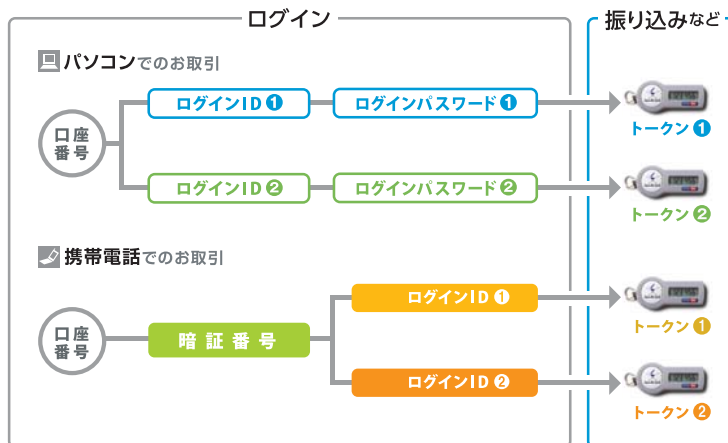 ログイン
振り込みなど
パソコンでのお取引
口座
番号
ログインID❶
ログインパスワード❶
トークン❶
ログインID❷
ログインパスワード❷
トークン❷
携帯電話でのお取引
口座
番号
暗証番号
ログインID❶
トークン❶
ログインID❷
トークン❷